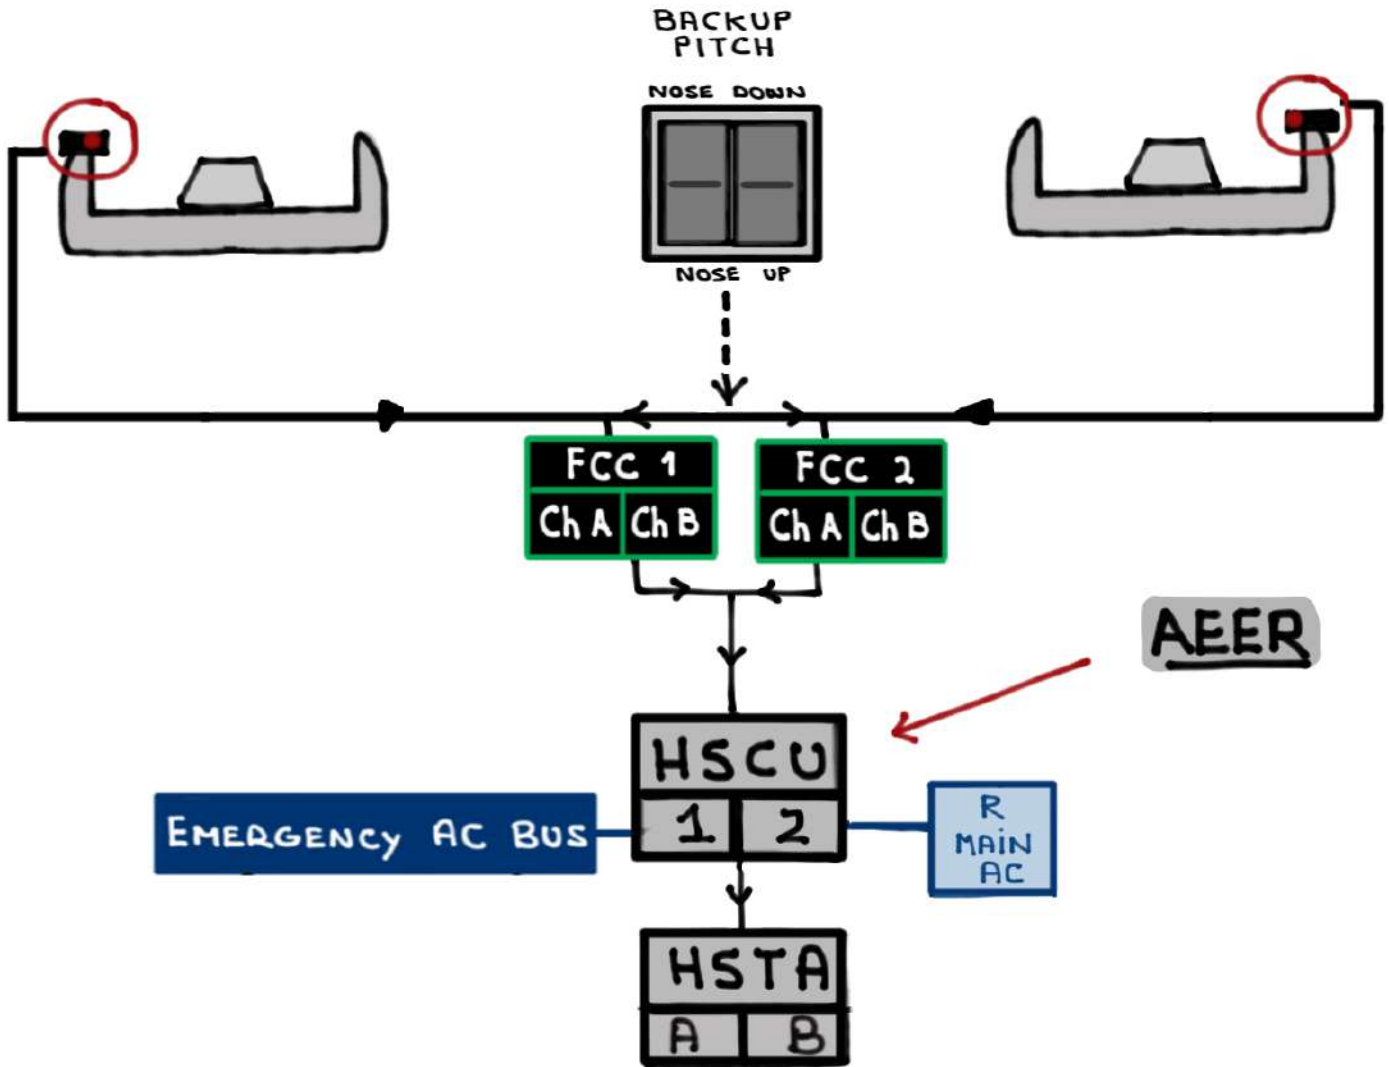 BACKUP
PITCH
NOSE DOWN
NOSE UP
FCC 1
Ch A
Ch B
FCC 2
Ch A
Ch B
AEER
HSCU
1
2
EMERGENCY AC BUS
R
MAiN
AC
HSTA
A
B